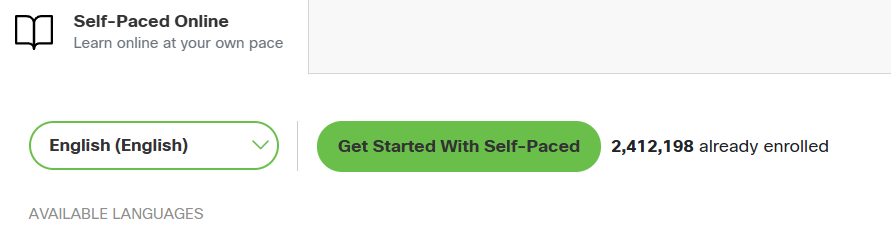 Self-Paced Online
Learn online at your own pace
English (English)
Get Started With Self-Paced
2,412,198 already enrolled
AVAILABLE LANGUAGES